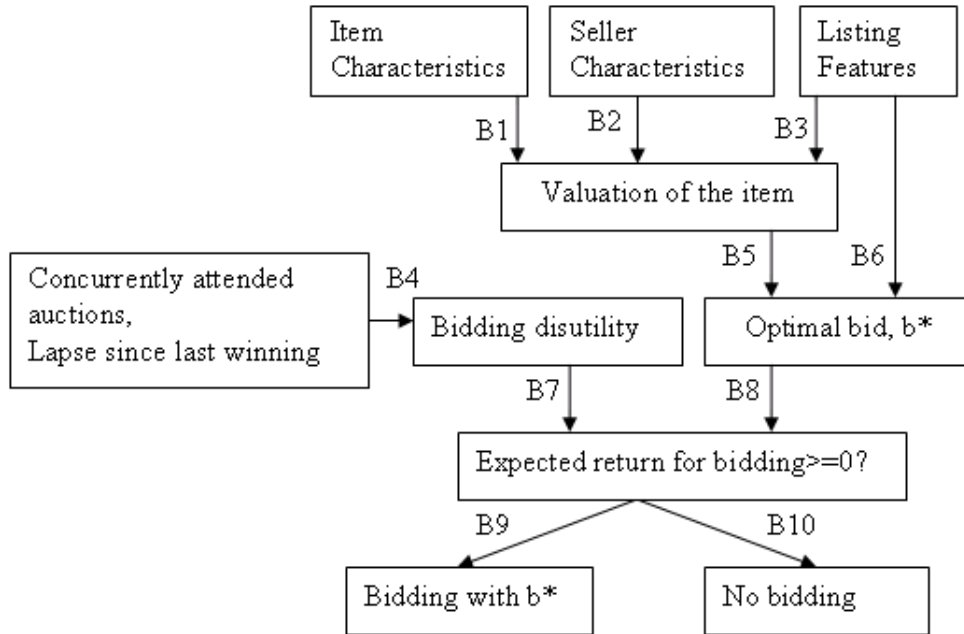 Item
Characteristics
Seller
Characteristics
Listing
Features
B1
B2
B3
Valuation of the item
B5
B6
Concurrently attended
auctions,
Lapse since last winning
B4
Bidding disutility
Optimal bid, b*
B7
B8
Expected return for bidding>=0?
B9
B10
Bidding with b*
No bidding